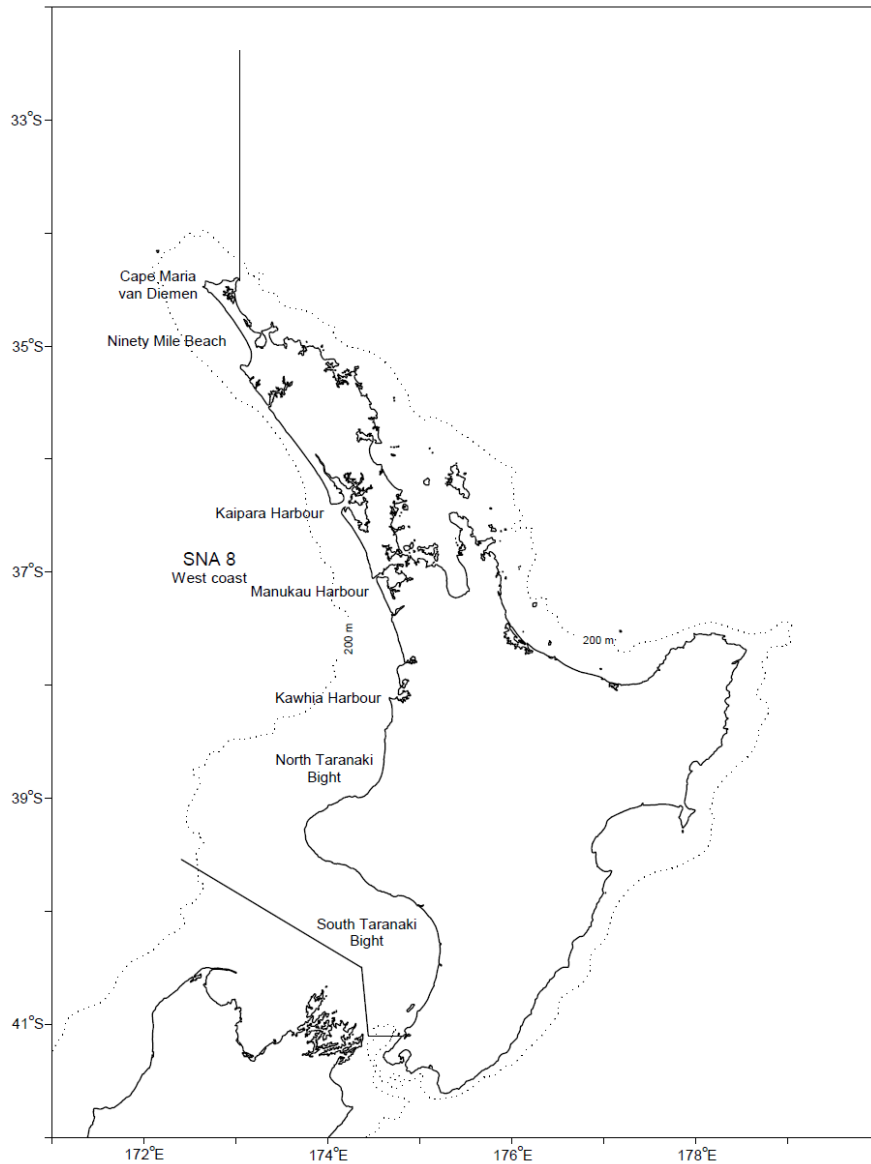 33°S
Cape Maria
van Diemen
Ninety Mile Beach
35°S
Kaipara Harbour
SNA 8
West coast
37°S
Manukau Harbour
200 m
200 m
Kawhia Harbour
North Taranaki
Bight
39°S
South Taranaki
Bight
41°S
172°E
174°E
176°E
178°E